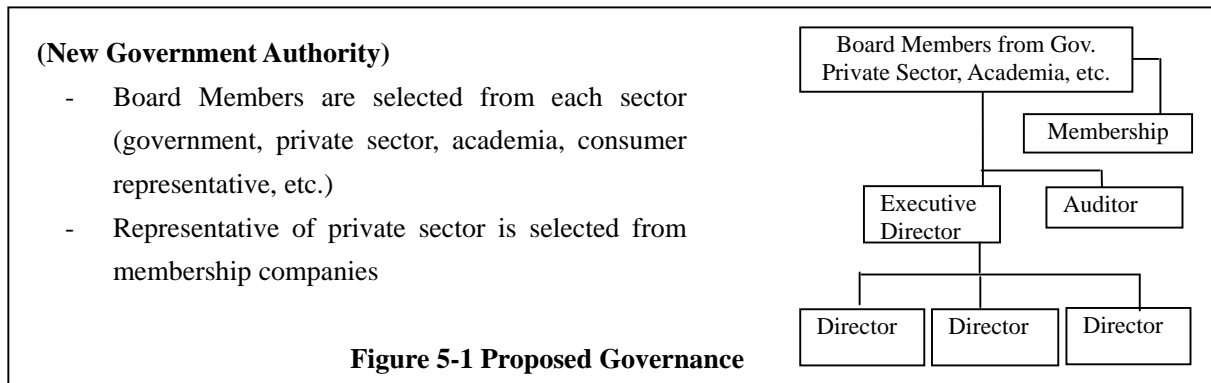 (New Government Authority)
- Board Members are selected from each sector
(government, private sector, academia, consumer
representative, etc.)
- Representative of private sector is selected from
membership companies
Board Members from Gov.
Private Sector, Academia, etc.
Membership
Executive
Director
Auditor
Director
Director
Director
Figure 5-1 Proposed Governance